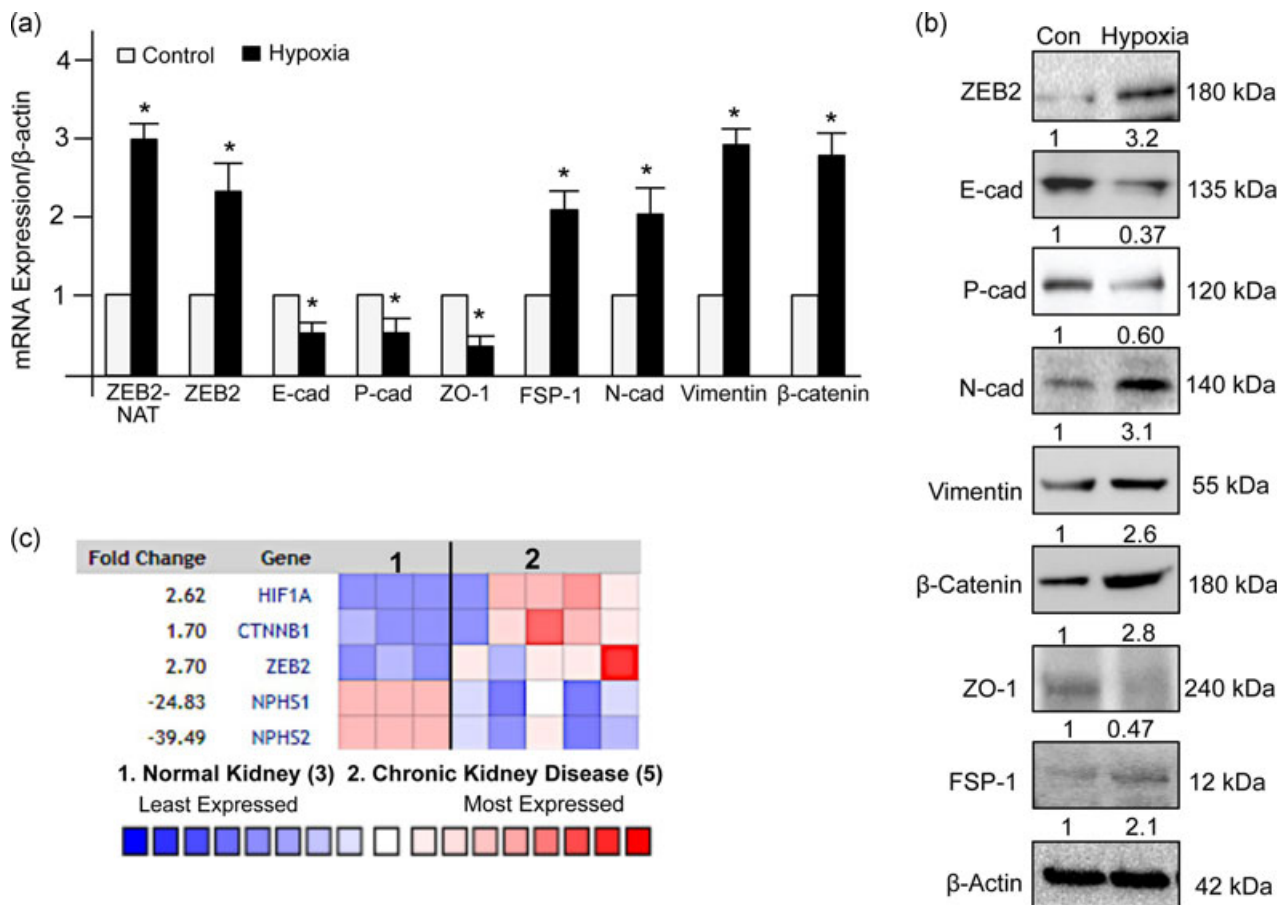 (a)
4
3
2
1
mRNA Expression/β-actin
Control Hypoxia
* * * * * * * * *
ZEB2-NAT ZEB2 E-cad P-cad ZO-1 FSP-1 N-cad Vimentin β-catenin
(b)
Con Hypoxia
ZEB2 180 kDa
1 3.2
E-cad 135 kDa
1 0.37
P-cad 120 kDa
1 0.60
N-cad 140 kDa
1 3.1
Vimentin 55 kDa
1 2.6
β-Catenin 180 kDa
1 2.8
ZO-1 240 kDa
1 0.47
FSP-1 12 kDa
1 2.1
β-Actin 42 kDa
(c)
Fold Change Gene 1 2
2.62 HIF1A
1.70 CTNNB1
2.70 ZEB2
-24.83 NPHS1
-39.49 NPHS2
1. Normal Kidney (3) 2. Chronic Kidney Disease (5)
Least Expressed Most Expressed